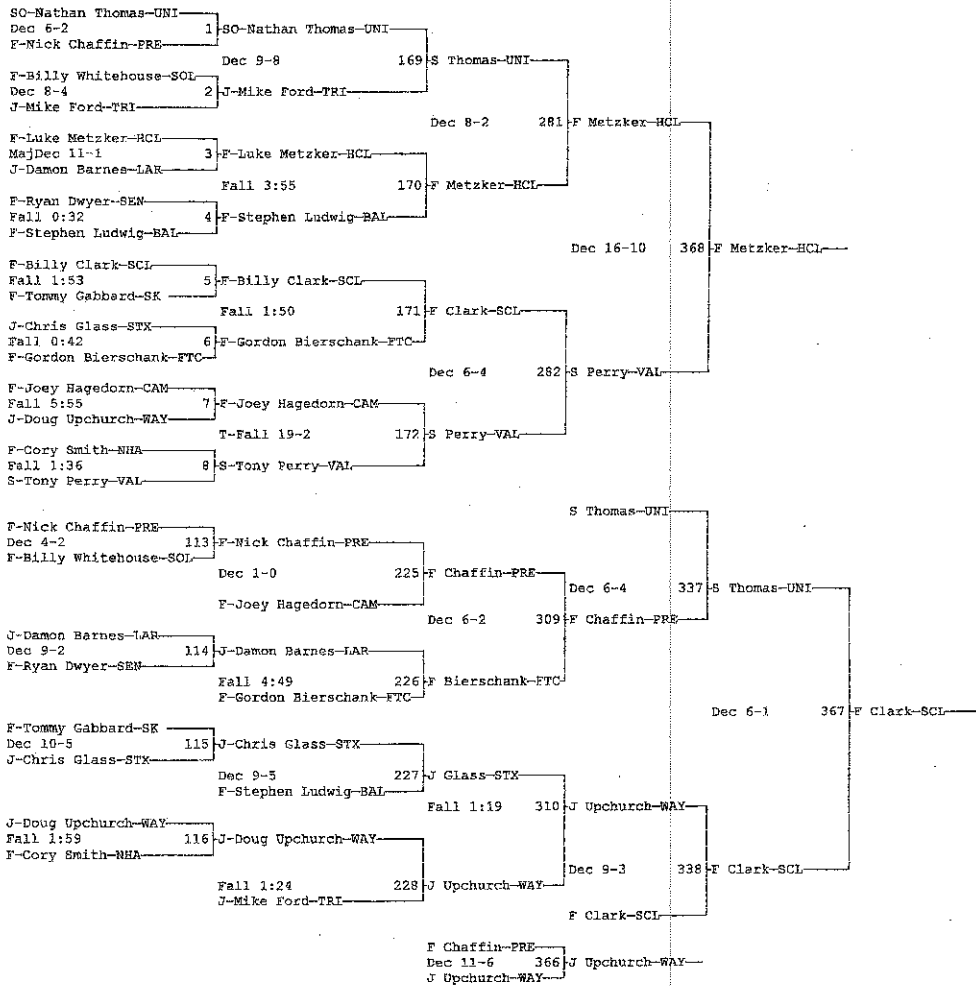 SO-Nathan Thomas-UNI
Dec 6-2 1 SO-Nathan Thomas-UNI
F-Nick Chaffin-PRE
Dec 9-8 169 S Thomas-UNI
F-Billy Whitehouse-SOL
Dec 8-4 2 J-Mike Ford-TRI
J-Mike Ford-TRI
Dec 8-2 281 F Metzker-HCL
F-Luke Metzker-HCL
MajDec 11-1 3 F-Luke Metzker-HCL
J-Damon Barnes-LAR
Fall 3:55 170 F Metzker-HCL
F-Ryan Dwyer-SEN
Fall 0:32 4 F-Stephen Ludwig-BAL
F-Stephen Ludwig-BAL
Dec 16-10 368 F Metzker-HCL
F-Billy Clark-SCL
Fall 1:53 5 F-Billy Clark-SCL
F-Tommy Gabbard-SK
Fall 1:50 171 F Clark-SCL
J-Chris Glass-STX
Fall 0:42 6 F-Gordon Bierschank-FTC
F-Gordon Bierschank-FTC
Dec 6-4 282 S Perry-VAL
F-Joey Hagedorn-CAM
Fall 5:55 7 F-Joey Hagedorn-CAM
J-Doug Upchurch-WAY
T-Fall 19-2 172 S Perry-VAL
F-Cory Smith-NHA
Fall 1:36 8 S-Tony Perry-VAL
S-Tony Perry-VAL
S Thomas-UNI
F-Nick Chaffin-PRE
Dec 4-2 113 F-Nick Chaffin-PRE
F-Billy Whitehouse-SOL
Dec 1-0 225 F Chaffin-PRE
Dec 6-4 337 S Thomas-UNI
F-Joey Hagedorn-CAM
Dec 6-2 309 F Chaffin-PRE
J-Damon Barnes-LAR
Dec 9-2 114 J-Damon Barnes-LAR
F-Ryan Dwyer-SEN
Fall 4:49 226 F Bierschank-FTC
F-Gordon Bierschank-FTC
Dec 6-1 367 F Clark-SCL
F-Tommy Gabbard-SK
Dec 10-5 115 J-Chris Glass-STX
J-Chris Glass-STX
Dec 9-5 227 J Glass-STX
F-Stephen Ludwig-BAL
Fall 1:19 310 J Upchurch-WAY
J-Doug Upchurch-WAY
Fall 1:59 116 J-Doug Upchurch-WAY
F-Cory Smith-NHA
Dec 9-3 338 F Clark-SCL
Fall 1:24 228 J Upchurch-WAY
J-Mike Ford-TRI
F Clark-SCL
F Chaffin-PRE
Dec 11-6 366 J Upchurch-WAY
J Upchurch-WAY